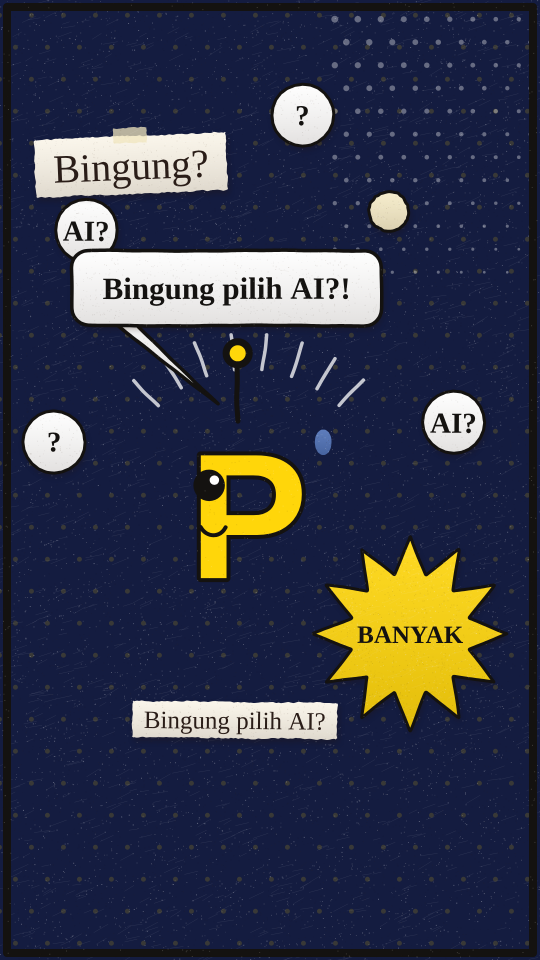 ?
Bingung?
AI?
Bingung pilih AI?!
?
AI?
P
BANYAK
Bingung pilih AI?